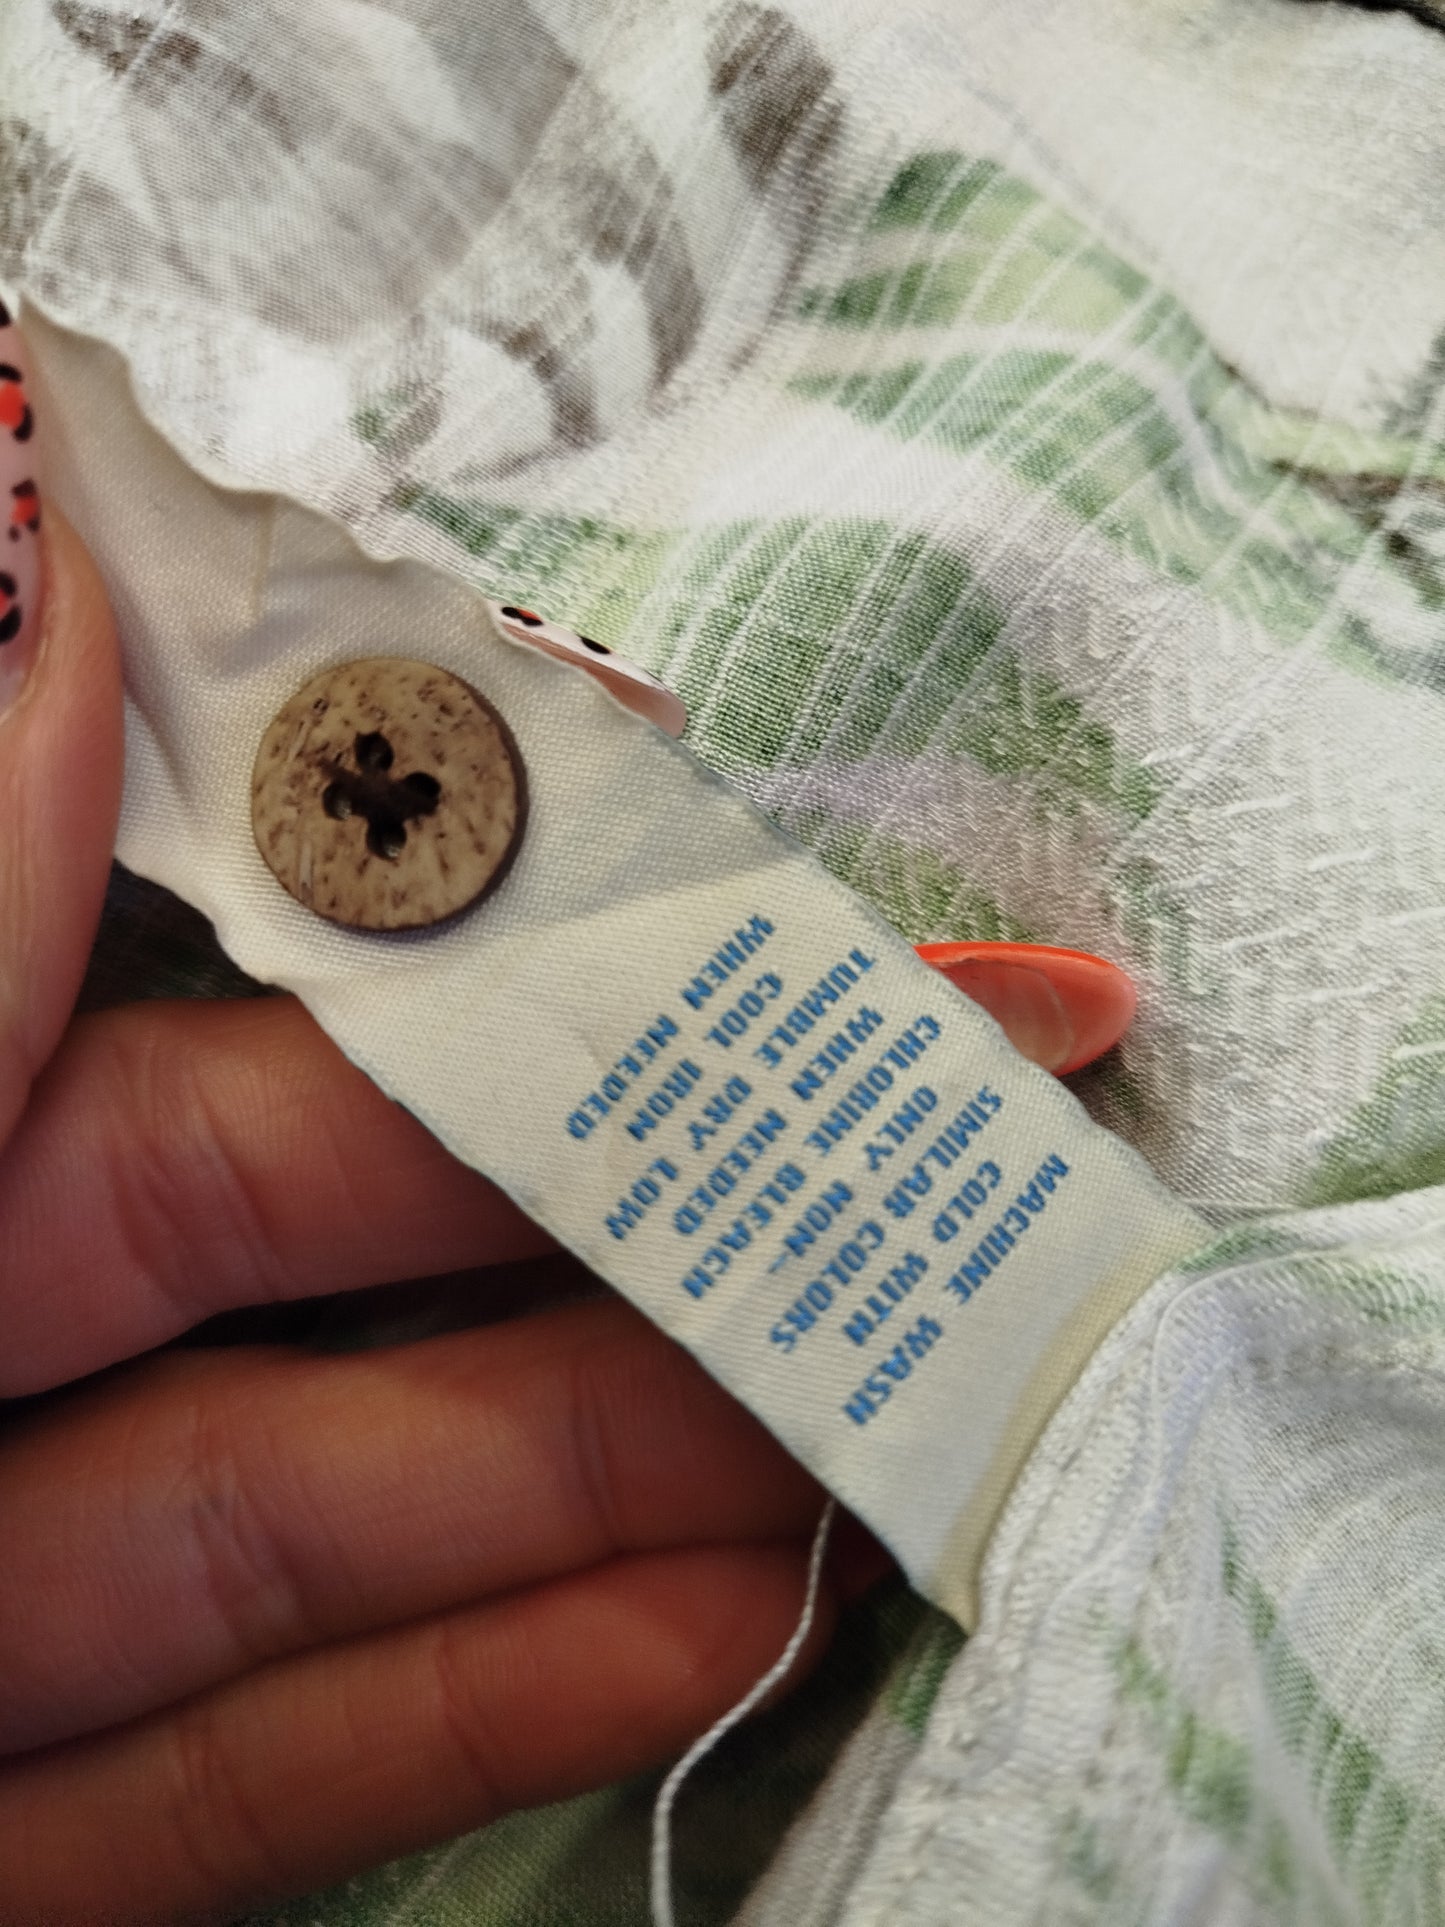 MACHINE WASH
COLD WITH
SIMILAR COLORS
ONLY NON-
CHLORINE BLEACH
WHEN NEEDED
TUMBLE DRY LOW
COOL IRON
WHEN NEEDED